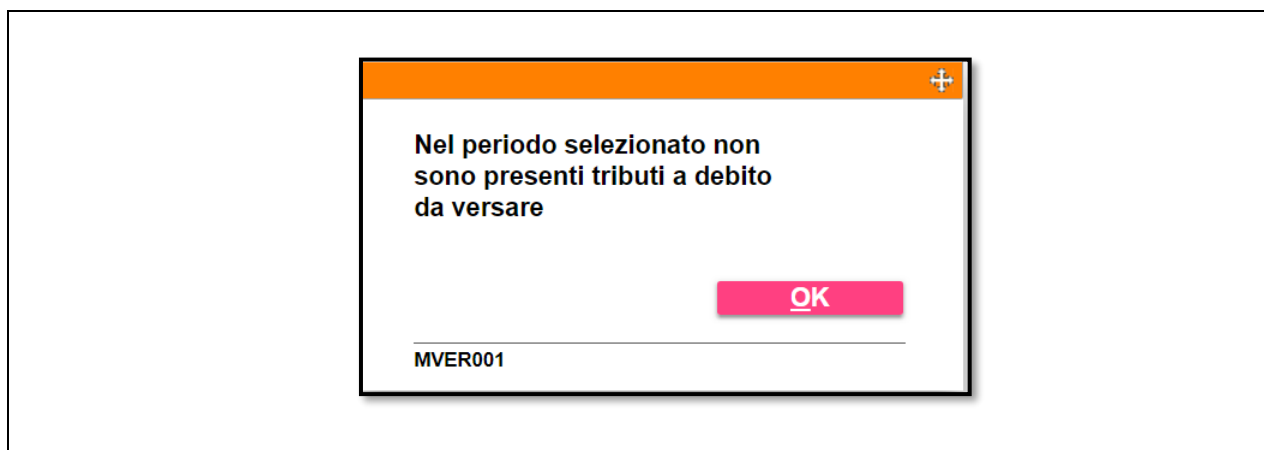 Nel periodo selezionato non
sono presenti tributi a debito
da versare
OK
MVER001